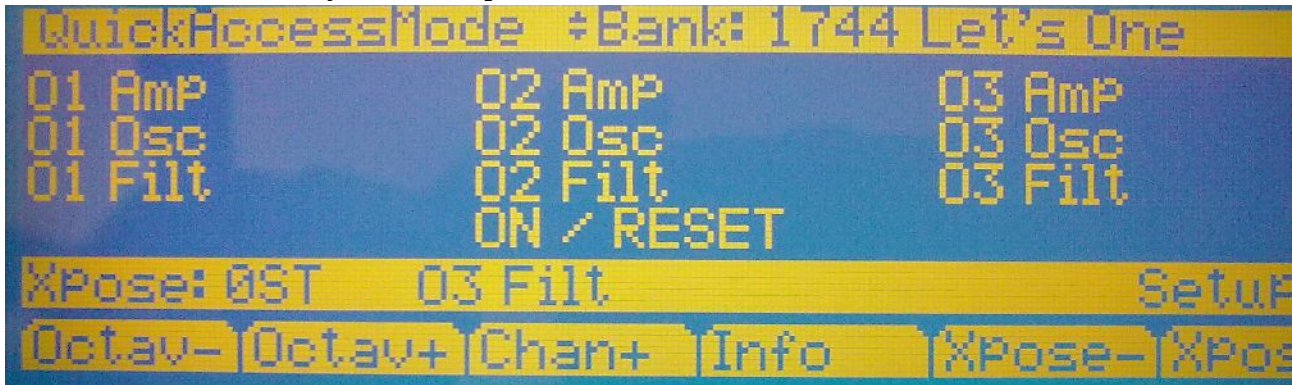 QuickAccessMode ÷Bank: 1744 Let's One
01 Amp 02 Amp 03 Amp
01 Osc 02 Osc 03 Osc
01 Filt 02 Filt 03 Filt
ON / RESET
Xpose: 0ST 03 Filt Setup
Octav- Octav+ Chan+ Info Xpose- Xpos